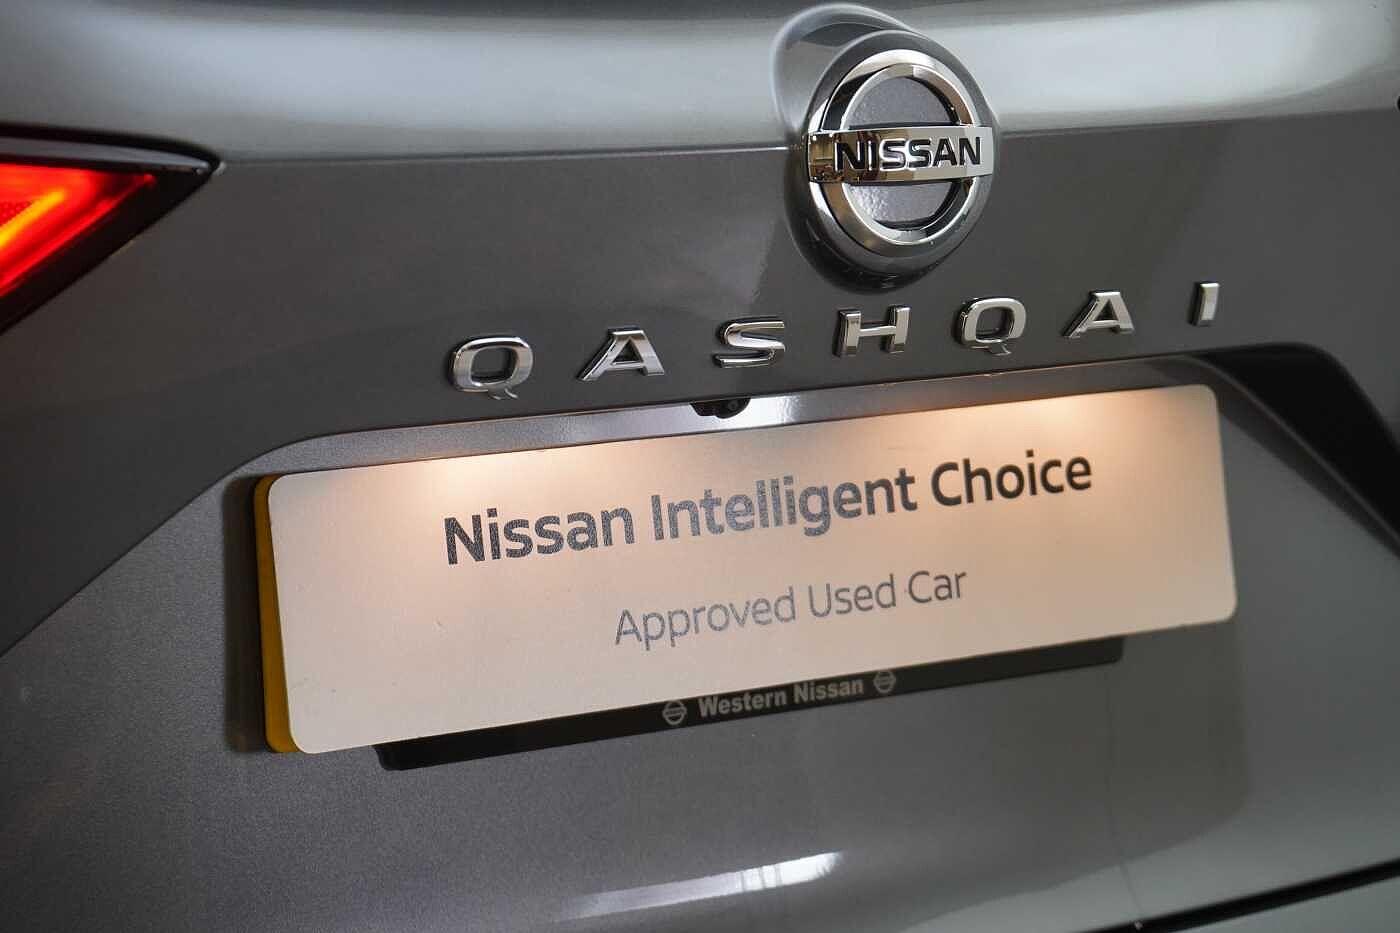 NISSAN
QASHQAI
Nissan Intelligent Choice
Approved Used Car
Western Nissan